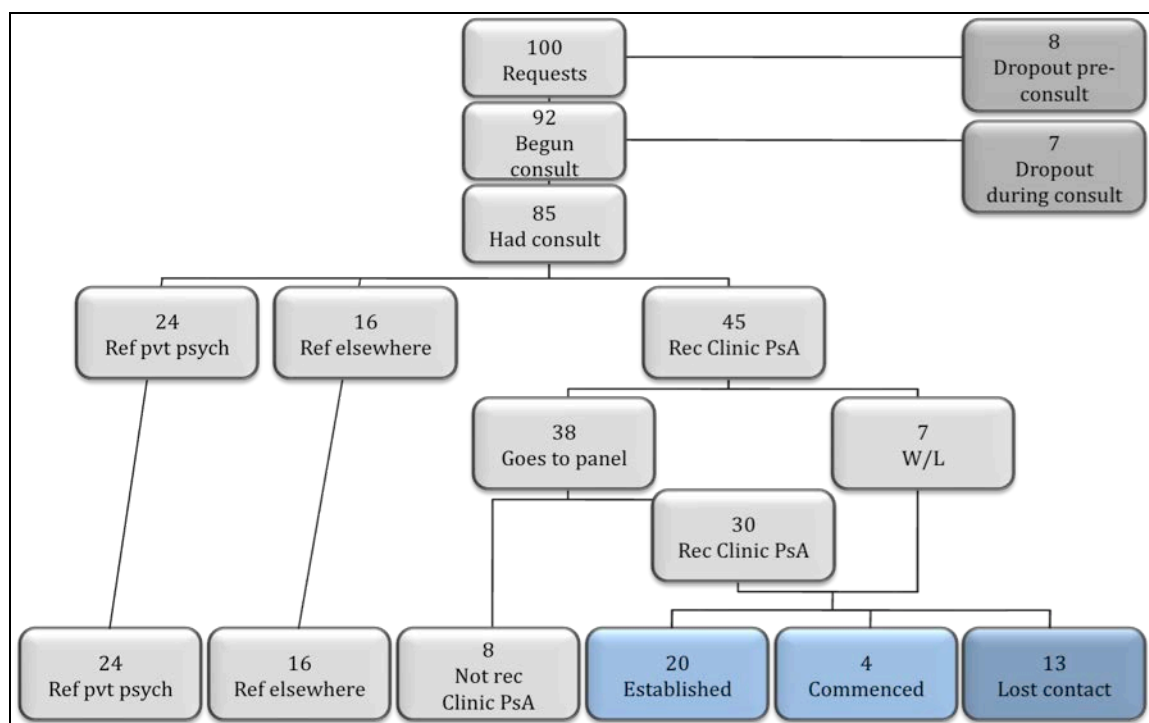 100
Requests
8
Dropout pre-
consult
92
Begun
consult
7
Dropout
during consult
85
Had consult
24
Ref pvt psych
16
Ref elsewhere
45
Rec Clinic PsA
38
Goes to panel
7
W/L
30
Rec Clinic PsA
24
Ref pvt psych
16
Ref elsewhere
8
Not rec
Clinic PsA
20
Established
4
Commenced
13
Lost contact